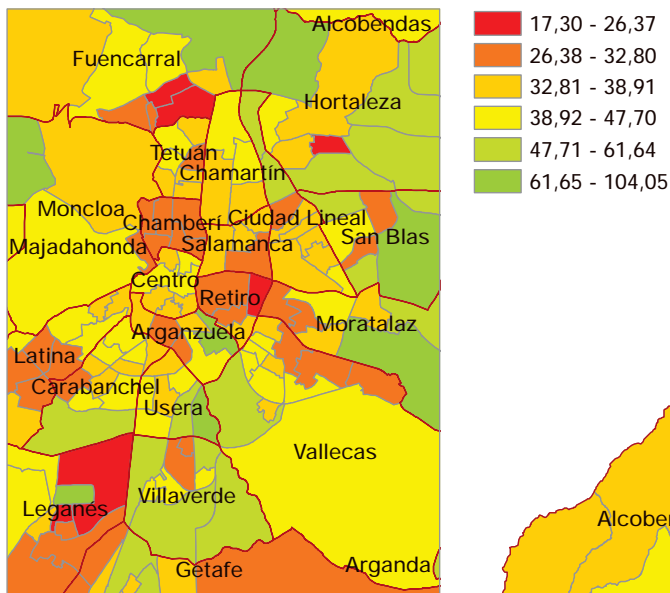 Alcobendas
Fuencarral
Hortaleza
Tetuán
Chamartín
Moncloa
Chamberí
Ciudad Lineal
Majadahonda
Salamanca
San Blas
Centro
Retiro
Arganzuela
Moratalaz
Latina
Carabanchel
Usera
Vallecas
Villaverde
Leganés
Getafe
Arganda
17,30 - 26,37
26,38 - 32,80
32,81 - 38,91
38,92 - 47,70
47,71 - 61,64
61,65 - 104,05
Alcober